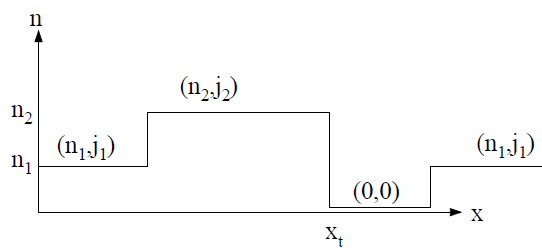 n
(n₂,j₂)
n₂
(n₁,j₁)
(n₁,j₁)
n₁
(0,0)
x
xₜ